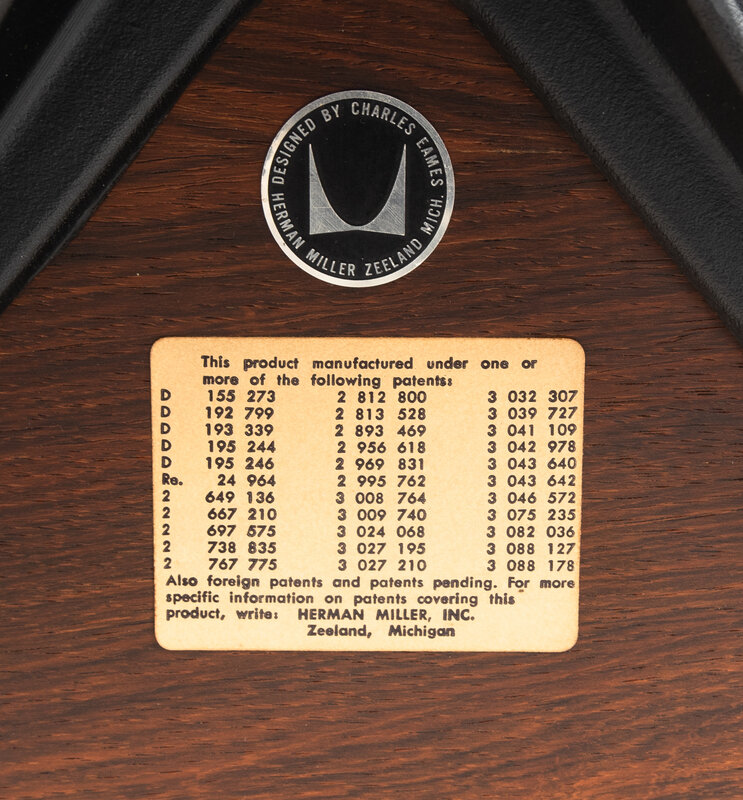 DESIGNED BY CHARLES EAMES
HERMAN MILLER ZEELAND MICH.
This product manufactured under one or
more of the following patents:
D 155 273 2 812 800 3 032 307
D 192 799 2 813 528 3 039 727
D 193 339 2 893 469 3 041 109
D 195 244 2 956 618 3 042 978
D 195 246 2 969 831 3 043 640
Re. 24 964 2 995 762 3 043 642
2 649 136 3 008 764 3 046 572
2 667 210 3 009 740 3 075 235
2 697 575 3 024 068 3 082 036
2 738 835 3 027 195 3 088 127
2 767 775 3 027 210 3 088 178
Also foreign patents and patents pending. For more
specific information on patents covering this
product, write: HERMAN MILLER, INC.
Zeeland, Michigan